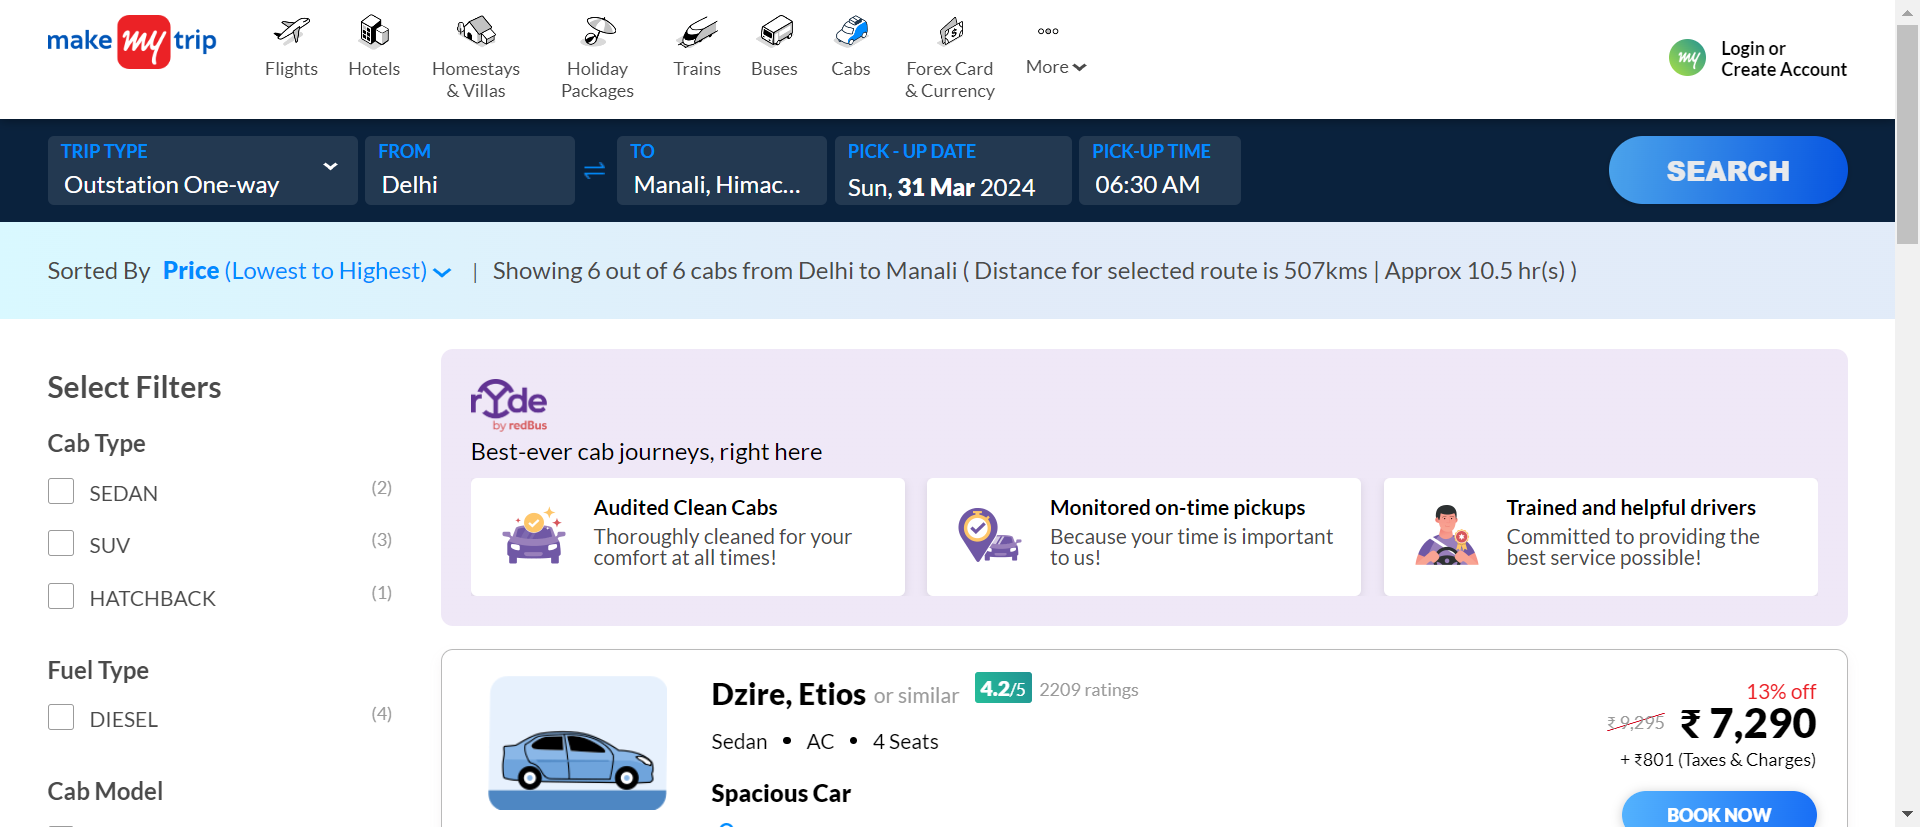 make my trip
Flights
Hotels
Homestays
& Villas
Holiday
Packages
Trains
Buses
Cabs
Forex Card
& Currency
More
my
Login or
Create Account
TRIP TYPE
Outstation One-way
FROM
Delhi
TO
Manali, Himac...
PICK - UP DATE
Sun, 31 Mar 2024
PICK-UP TIME
06:30 AM
SEARCH
Sorted By Price (Lowest to Highest) | Showing 6 out of 6 cabs from Delhi to Manali ( Distance for selected route is 507kms | Approx 10.5 hr(s) )
Select Filters
Cab Type
SEDAN (2)
SUV (3)
HATCHBACK (1)
Fuel Type
DIESEL (4)
Cab Model
rYde
by redBus
Best-ever cab journeys, right here
Audited Clean Cabs
Thoroughly cleaned for your
comfort at all times!
Monitored on-time pickups
Because your time is important
to us!
Trained and helpful drivers
Committed to providing the
best service possible!
Dzire, Etios or similar 4.2/5 2209 ratings
Sedan • AC • 4 Seats
Spacious Car
13% off
₹ 9,295 ₹ 7,290
+ ₹801 (Taxes & Charges)
BOOK NOW